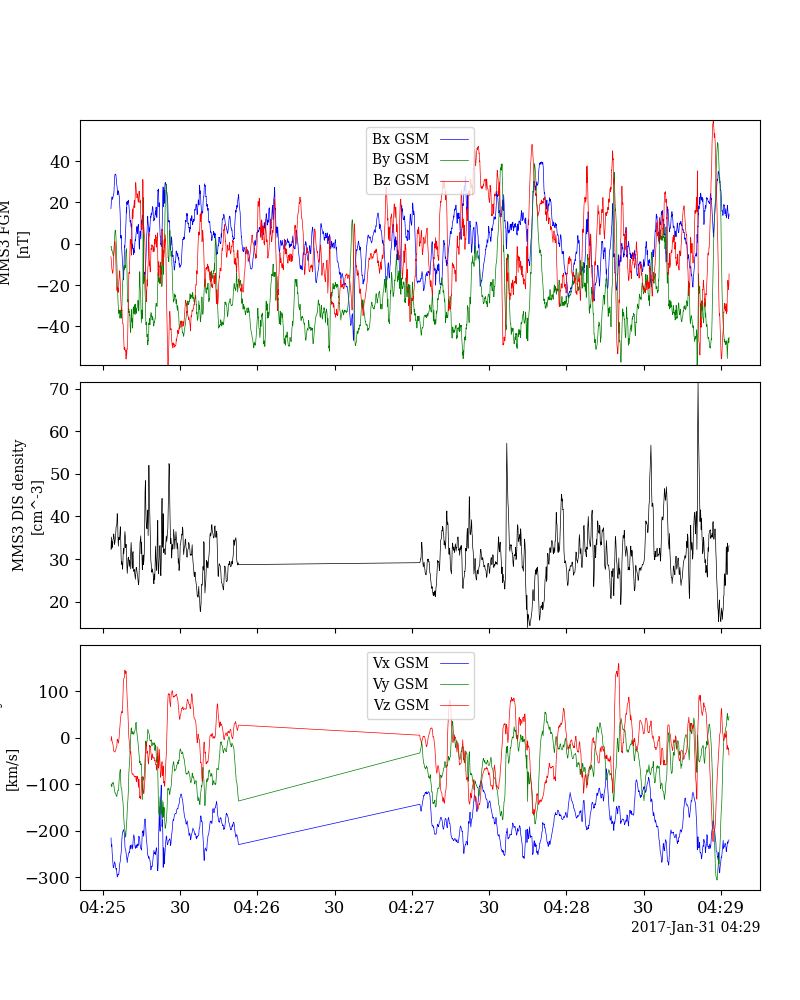 MMS3 FGM
[nT]
Bx GSM
By GSM
Bz GSM
40
20
0
−20
−40
MMS3 DIS density
[cm^-3]
70
60
50
40
30
20
[km/s]
Vx GSM
Vy GSM
Vz GSM
100
0
−100
−200
−300
04:25 30 04:26 30 04:27 30 04:28 30 04:29
2017-Jan-31 04:29